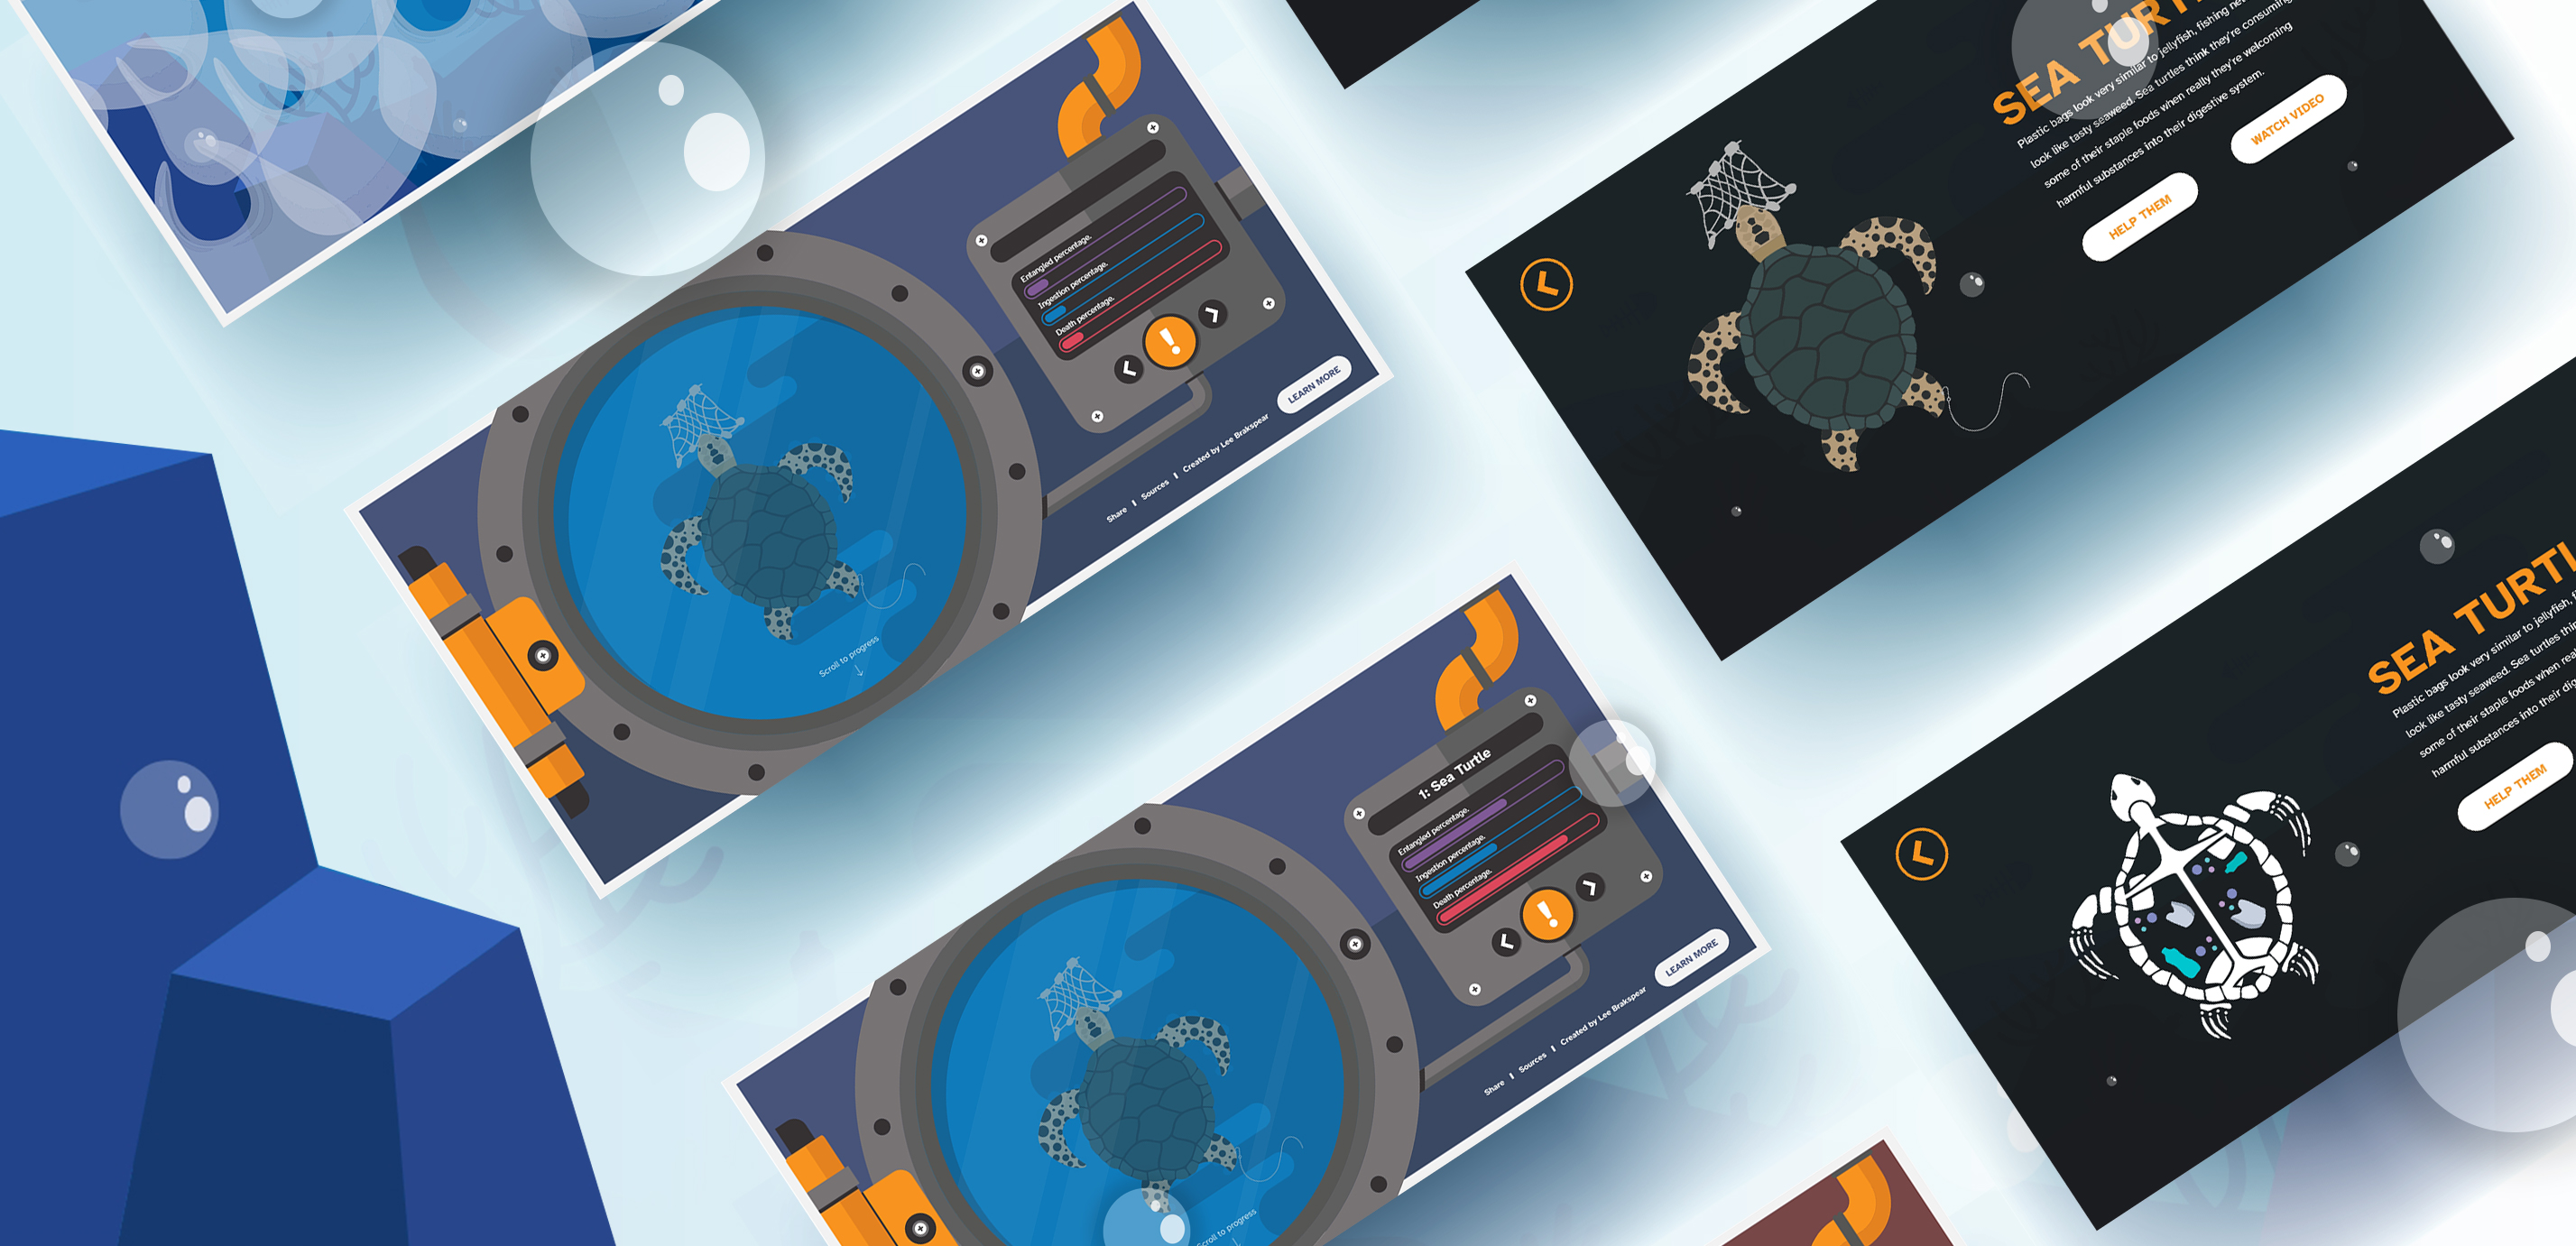 Entangled percentage.
Ingestion percentage.
Death percentage.
LEARN MORE
Share | Sources | Created by Lee Brakspear
Scroll to progress
SEA
Plastic bags look very similar to jellyfish, fishing
look like tasty seaweed. Sea turtles think they're consuming
some of their staple foods when really they're welcoming
harmful substances into their digestive system.
HELP THEM
WATCH VIDEO
1: Sea Turtle
Entangled percentage.
Ingestion percentage.
Death percentage.
LEARN MORE
Share | Sources | Created by Lee Brakspear
Scroll to progress
SEA TURTL
Plastic bags look very similar to jellyfish,
look like tasty seaweed. Sea turtles
some of their staple foods when
harmful substances into their
HELP THEM